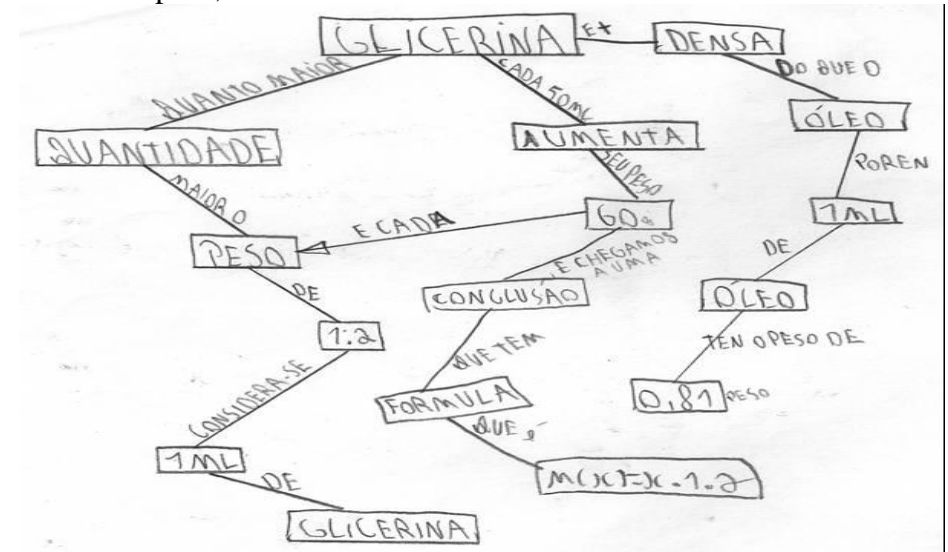 GLICERINA
E+
DENSA
DO QUE O
ÓLEO
POREN
1ML
DE
OLEO
TEN O PESO DE
0,81 PESO
QUANTO MAIOR
QUANTIDADE
MAIOR O
PESO
DE
1.2
CONSIDERA-SE
1ML
DE
GLICERINA
CADA 50ML
AUMENTA
SEU PESO
60g
E CADA
E CHEGAMOS
A UMA
CONCLUSÃO
QUE TEM
FORMULA
QUE é
M(x)=x.1.2